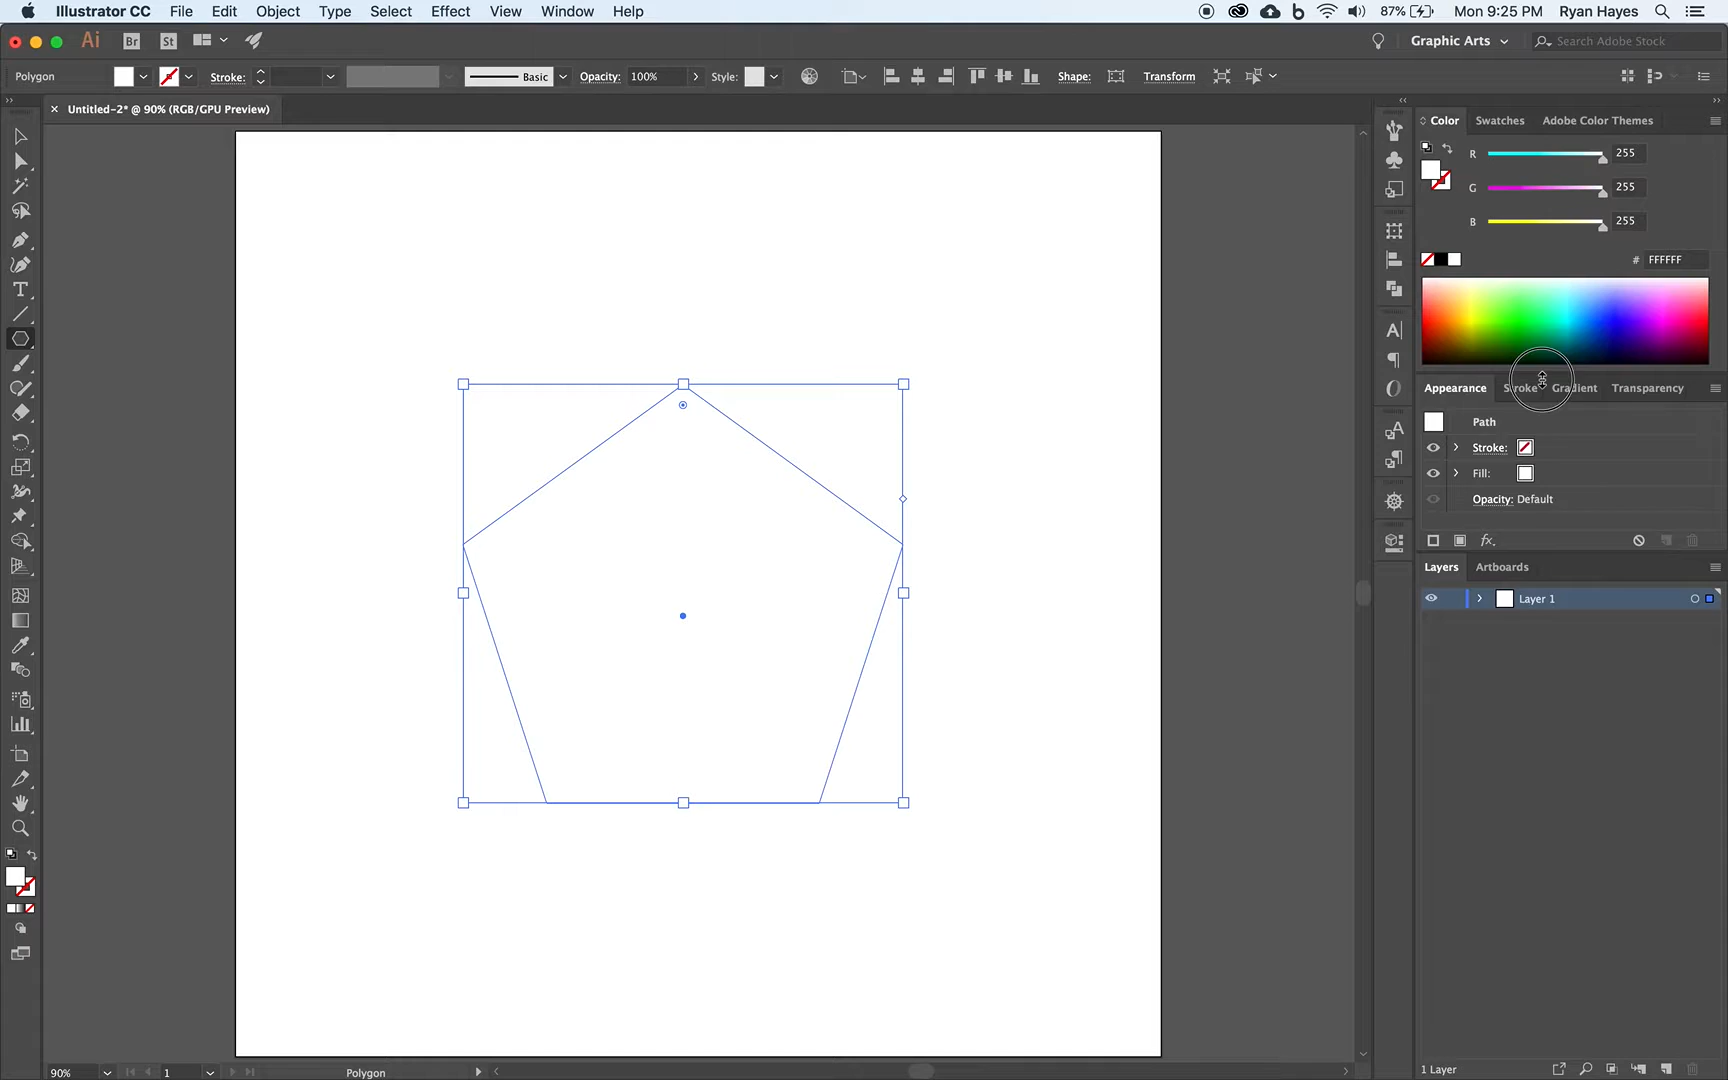 Illustrator CC File Edit Object Type Select Effect View Window Help 87% Mon 9:25 PM Ryan Hayes
Ai Br St Graphic Arts Search Adobe Stock
Polygon Stroke: Basic Opacity: 100% Style: Shape: Transform
Untitled-2* @ 90% (RGB/GPU Preview)
Color Swatches Adobe Color Themes
R 255
G 255
B 255
# FFFFFF
Appearance Stroke Gradient Transparency
Path
Stroke:
Fill:
Opacity: Default
fx.
Layers Artboards
Layer 1
90% 1 Polygon 1 Layer